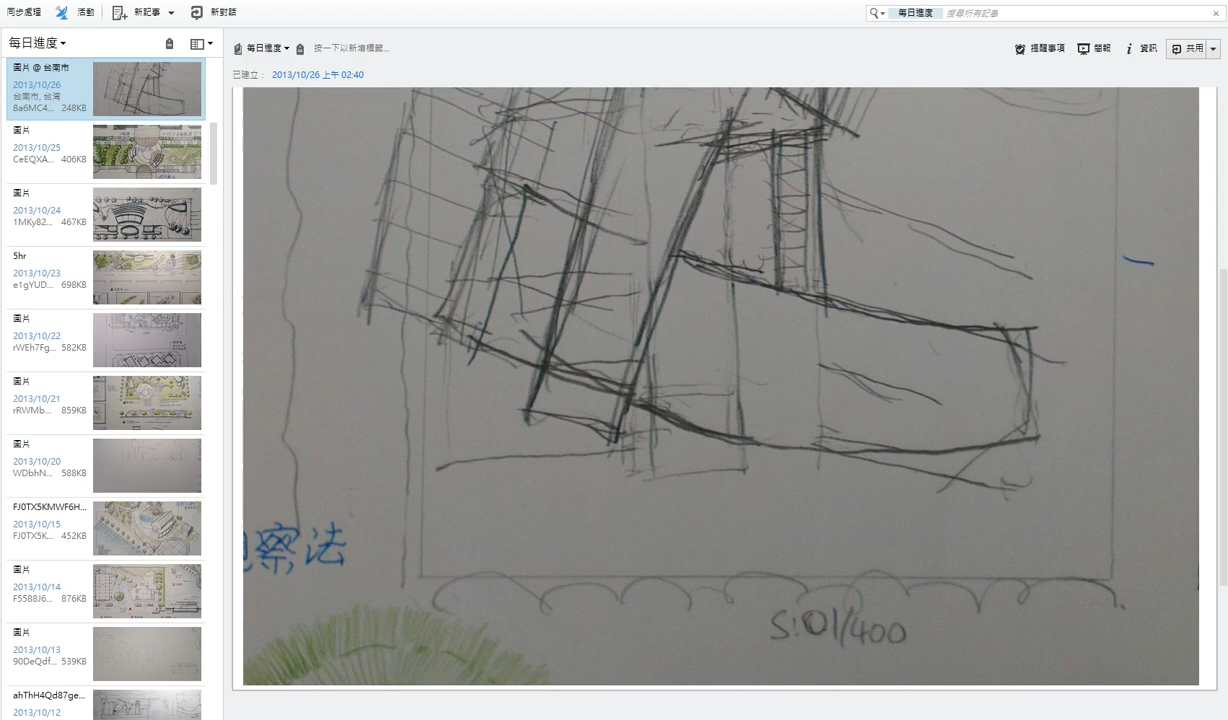 同步處理 活動 新記事 新對話
每日進度 搜尋所有記事
每日進度
每日進度 按一下以新增標籤...
提醒事項 簡報 資訊 共用
已建立： 2013/10/26 上午 02:40
圖片 @ 台南市
2013/10/26
台南市, 台湾
8a6MC4... 248KB
圖片
2013/10/25
CeEQXA... 406KB
圖片
2013/10/24
1MKy82... 467KB
5hr
2013/10/23
e1gYUD... 698KB
圖片
2013/10/22
rWEh7Fg... 582KB
圖片
2013/10/21
rRWMb... 859KB
圖片
2013/10/20
WDbhN... 588KB
FJ0TX5KMWF6H...
2013/10/15
FJ0TX5K... 452KB
圖片
2013/10/14
F5588J6... 876KB
圖片
2013/10/13
90DeQdf... 539KB
ahThH4Qd87ge...
2013/10/12
察法
S:01/400